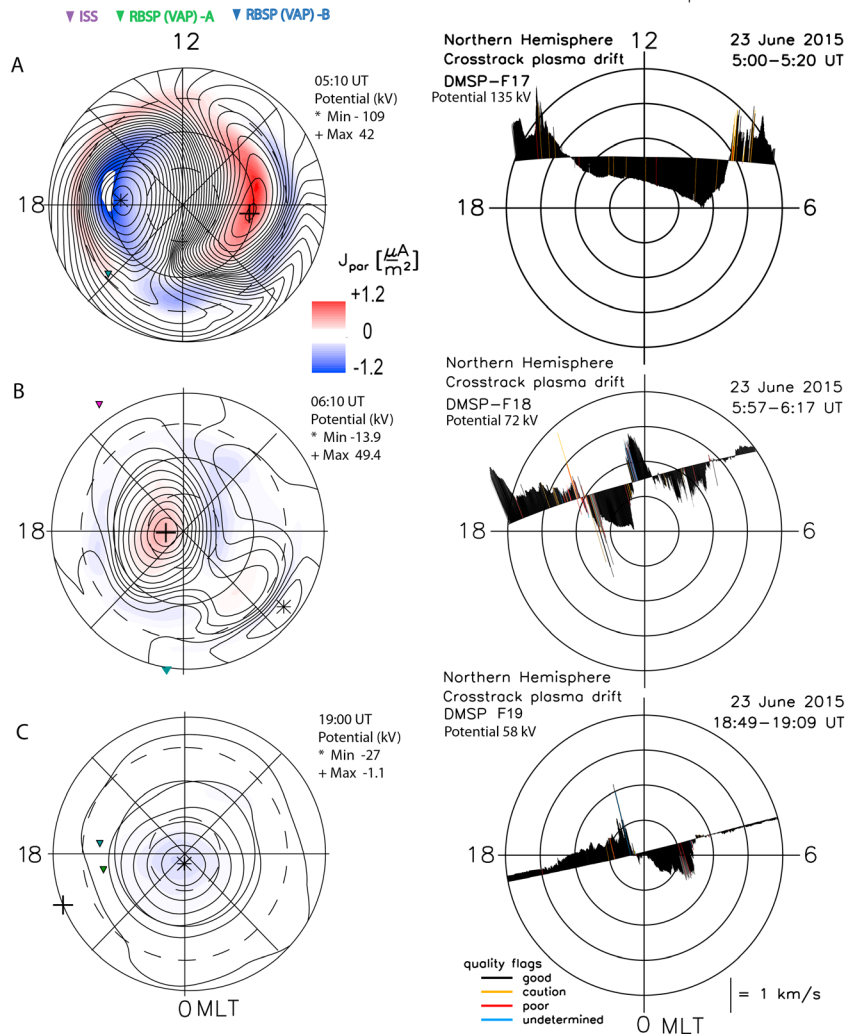 ▼ ISS ▼ RBSP (VAP) -A ▼ RBSP (VAP) -B
12
A
05:10 UT
Potential (kV)
* Min - 109
+ Max 42
18
J par [μA/m²]
+1.2
0
-1.2
Northern Hemisphere
Crosstrack plasma drift
DMSP-F17
Potential 135 kV
12
23 June 2015
5:00-5:20 UT
18
6
B
06:10 UT
Potential (kV)
* Min -13.9
+ Max 49.4
18
Northern Hemisphere
Crosstrack plasma drift
DMSP-F18
Potential 72 kV
23 June 2015
5:57-6:17 UT
18
6
C
19:00 UT
Potential (kV)
* Min -27
+ Max -1.1
18
0 MLT
Northern Hemisphere
Crosstrack plasma drift
DMSP F19
Potential 58 kV
23 June 2015
18:49-19:09 UT
18
6
quality flags
good
caution
poor
undetermined
= 1 km/s
0 MLT